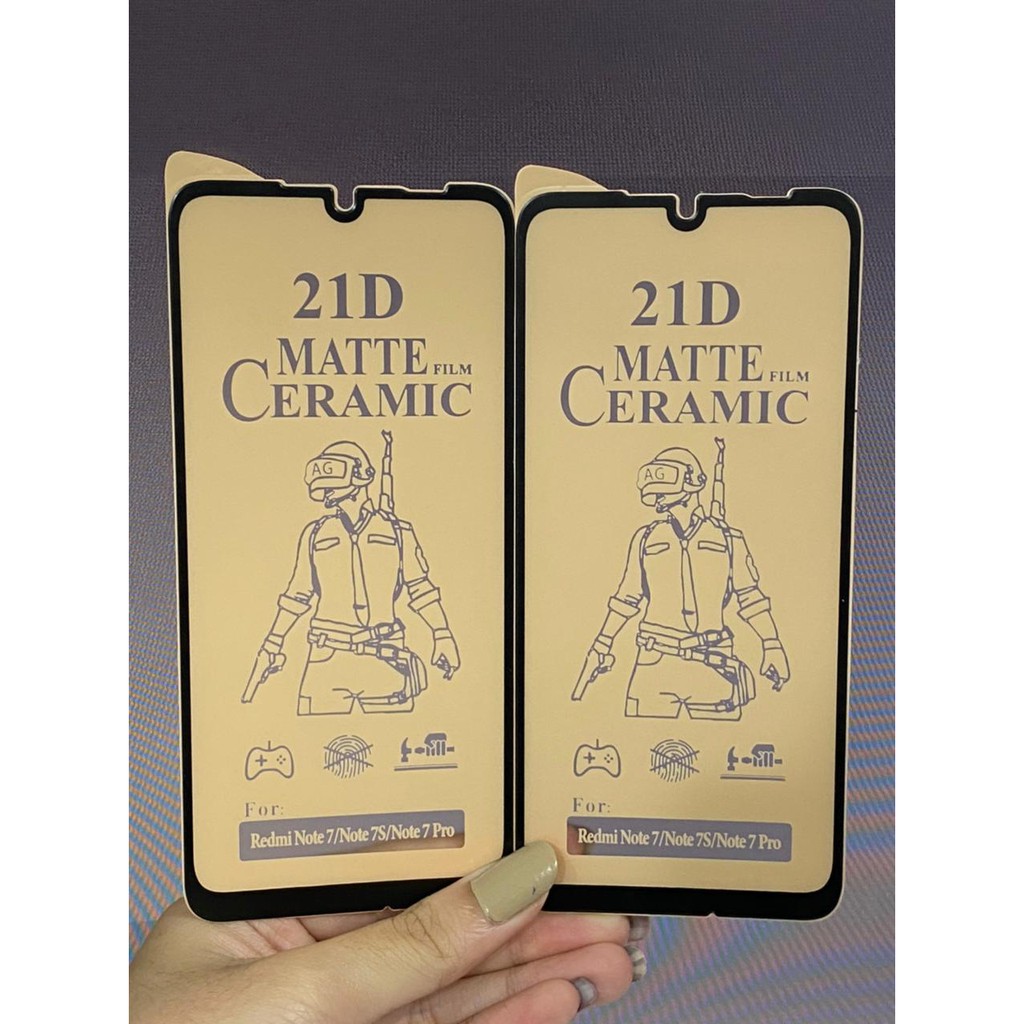 21D
MATTE FILM
CERAMIC
AG
For:
Redmi Note 7/Note 7S/Note 7 Pro
21D
MATTE FILM
CERAMIC
AG
For:
Redmi Note 7/Note 7S/Note 7 Pro